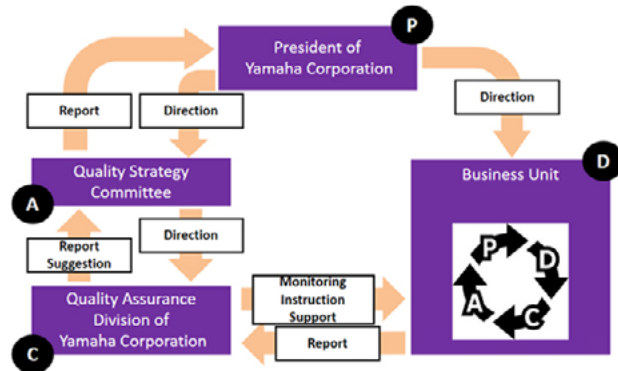 P
President of
Yamaha Corporation
Report
Direction
Direction
Quality Strategy
Committee
A
Business Unit
D
Report
Suggestion
Direction
P
D
A
C
Monitoring
Instruction
Support
Quality Assurance
Division of
Yamaha Corporation
C
Report